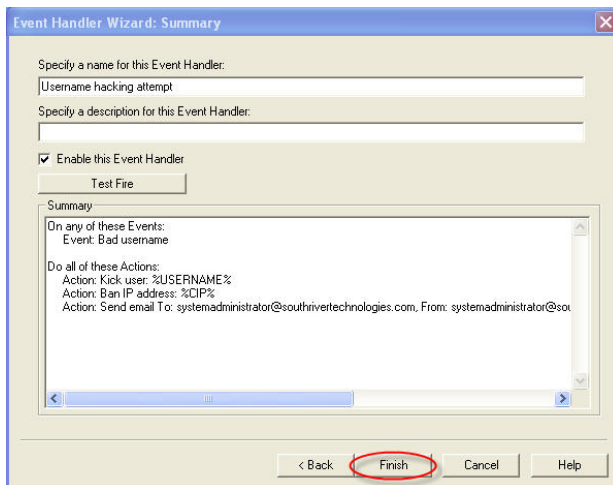 Event Handler Wizard: Summary
Specify a name for this Event Handler:
Username hacking attempt
Specify a description for this Event Handler:
Enable this Event Handler
Test Fire
Summary
On any of these Events:
Event: Bad username
Do all of these Actions:
Action: Kick user: %USERNAME%
Action: Ban IP address: %CIP%
Action: Send email To: systemadministrator@southrivertechnologies.com, From: systemadministrator@sou
< Back Finish Cancel Help